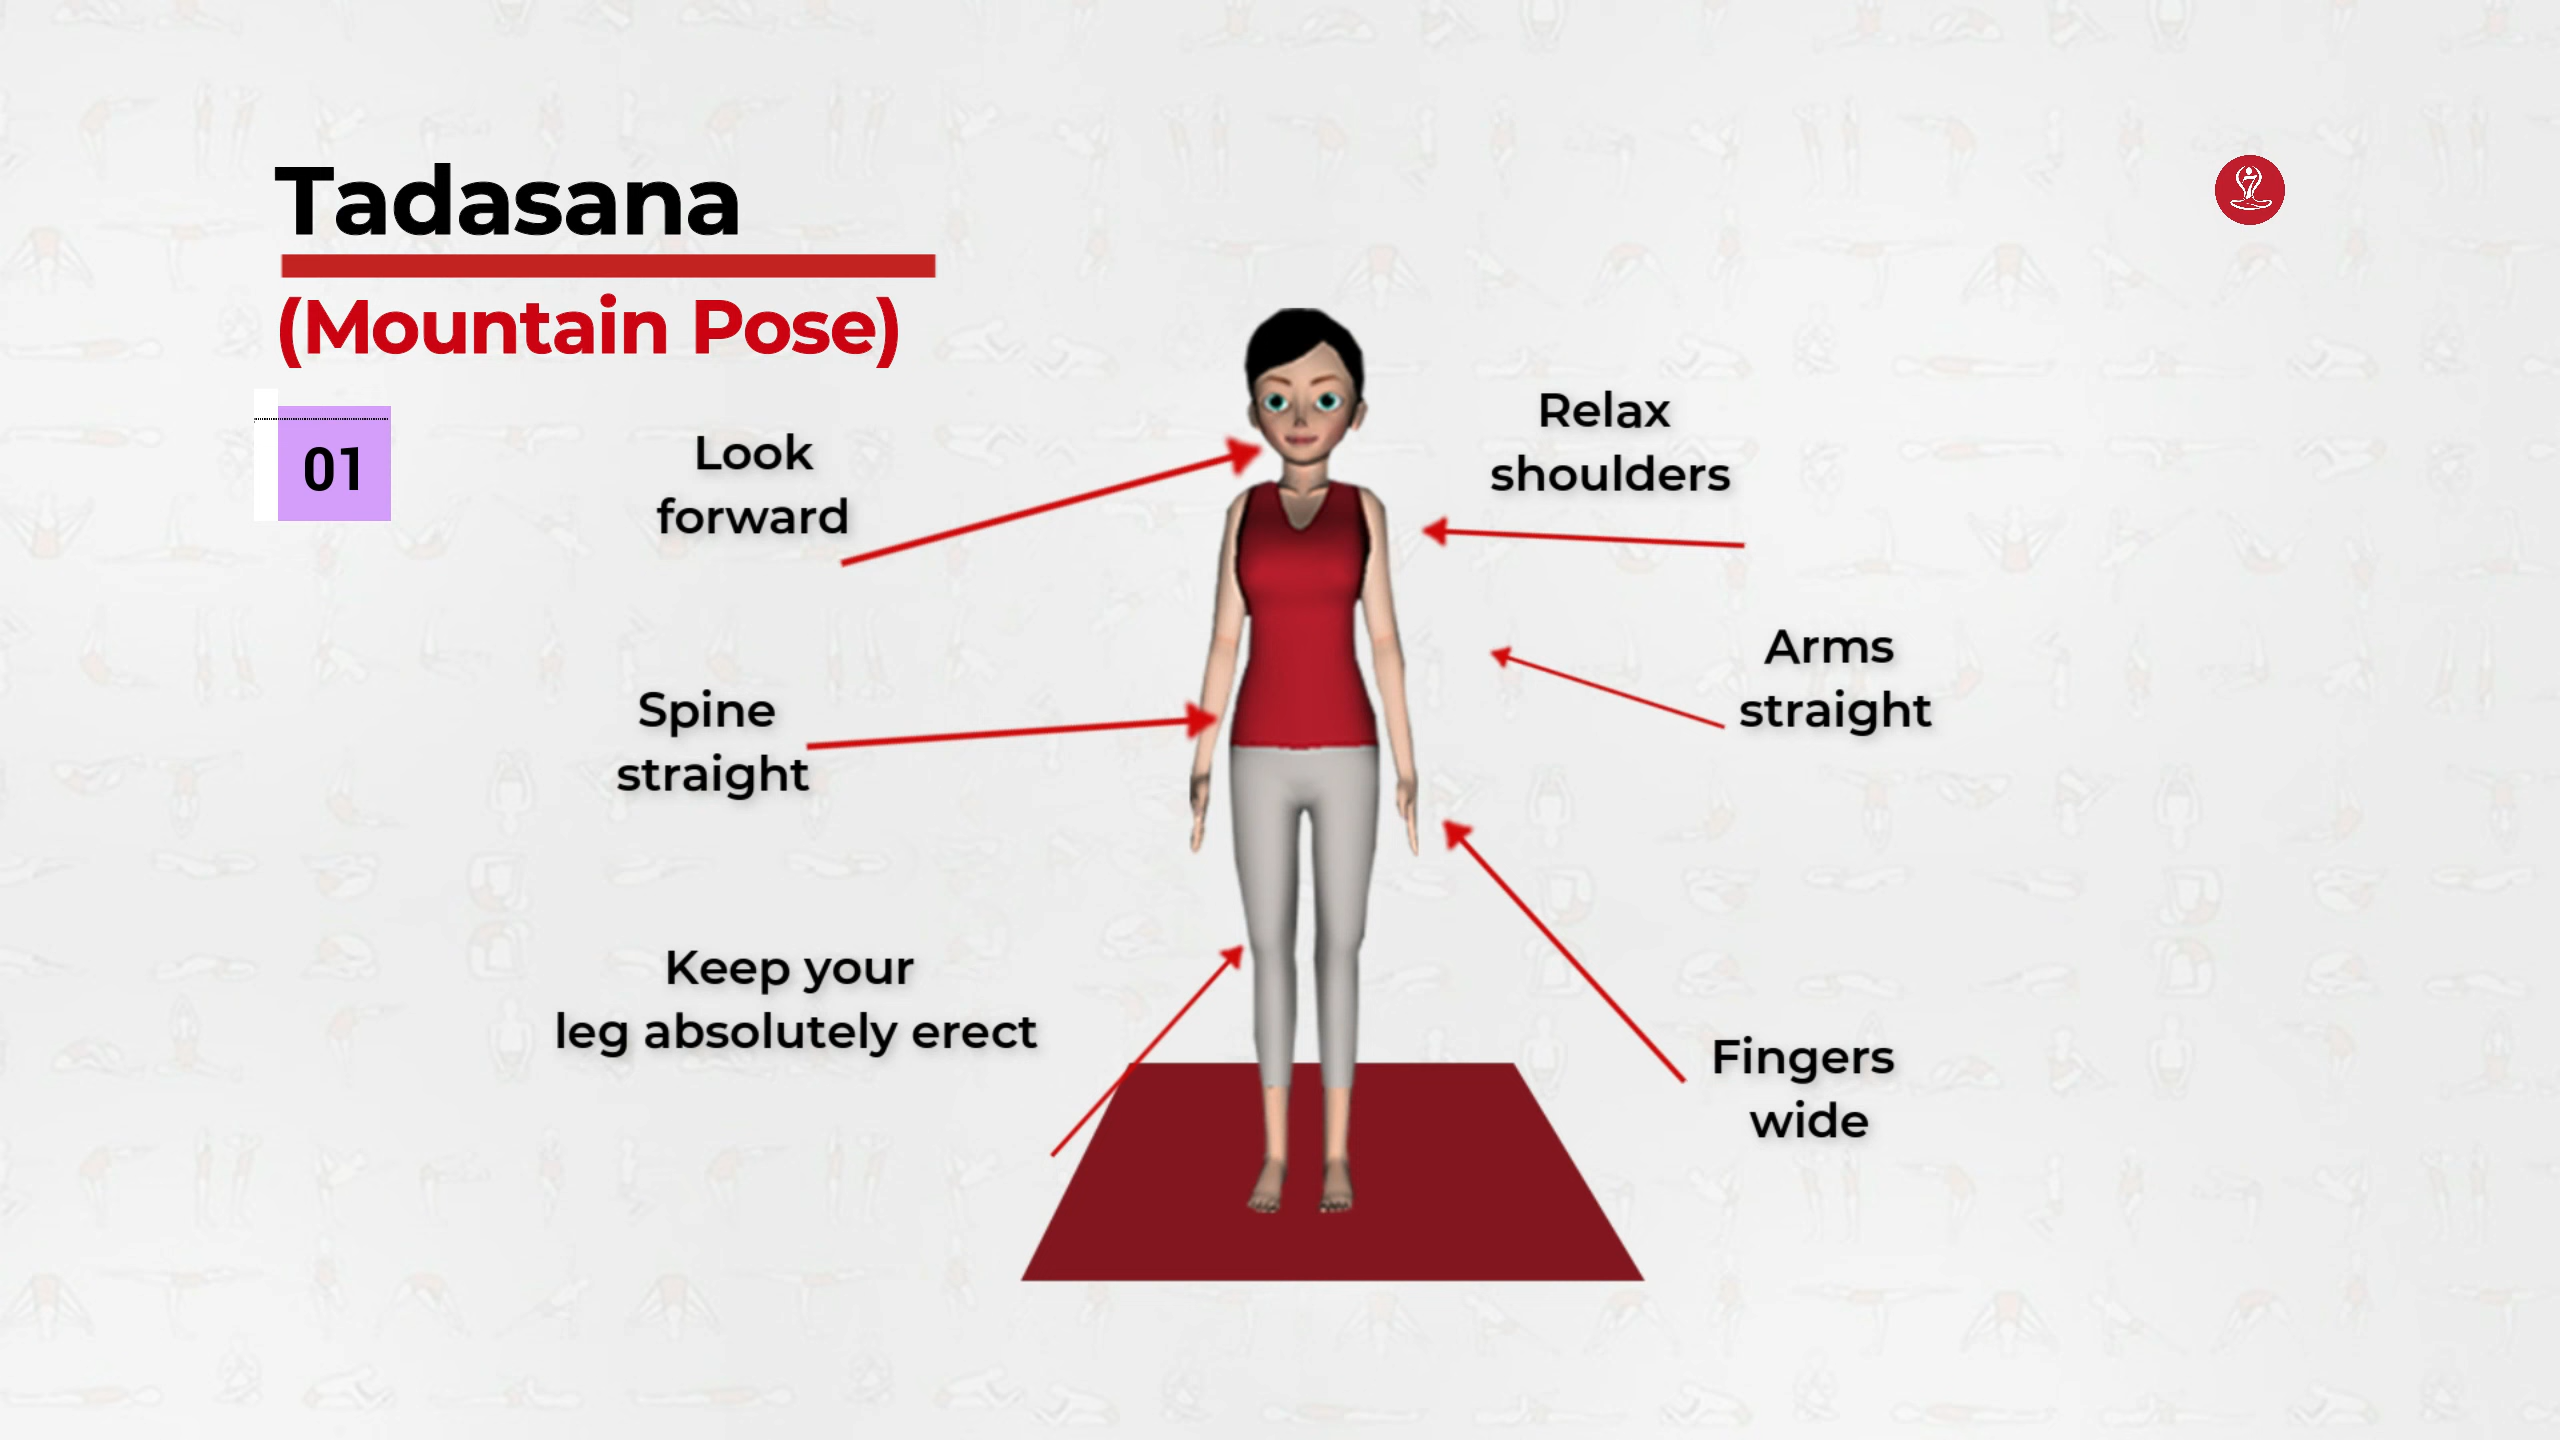 Tadasana
(Mountain Pose)
01
Look
forward
Relax
shoulders
Spine
straight
Arms
straight
Keep your
leg absolutely erect
Fingers
wide